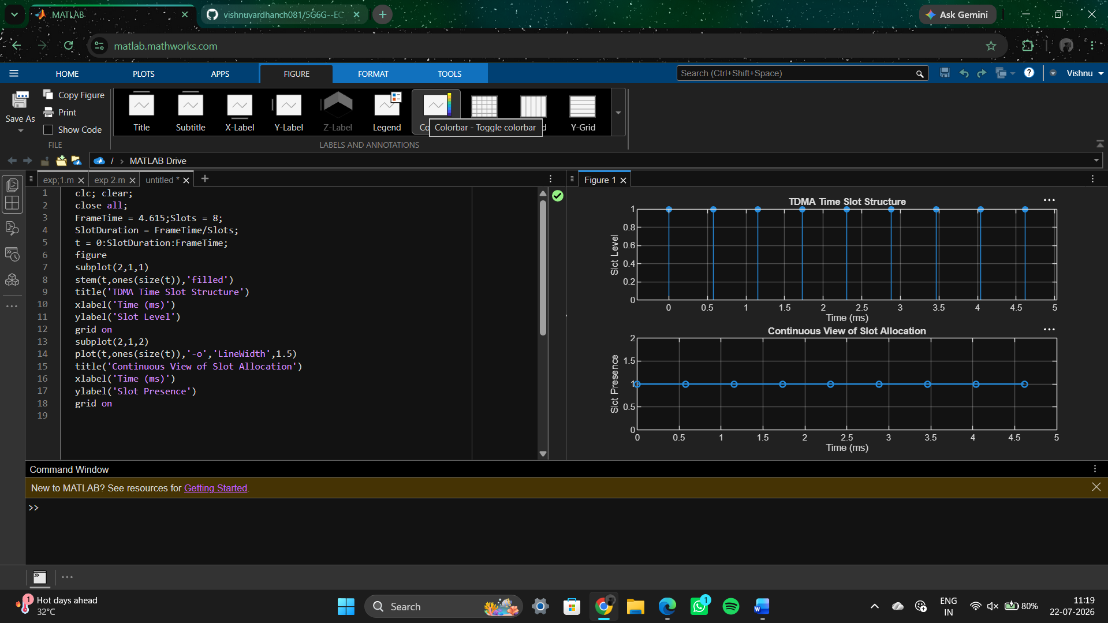 MATLAB
vishnuvardhanch081/5G6G--EC
Ask Gemini
matlab.mathworks.com
HOME
PLOTS
APPS
FIGURE
FORMAT
TOOLS
Search (Ctrl+Shift+Space)
Vishnu
Save As
Copy Figure
Print
Show Code
FILE
Title
Subtitle
X-Label
Y-Label
Z-Label
Legend
Y-Grid
Colorbar - Toggle colorbar
LABELS AND ANNOTATIONS
/ › MATLAB Drive
exp;1.m
exp 2.m
untitled *
1 clc; clear;
2 close all;
3 FrameTime = 4.615;Slots = 8;
4 SlotDuration = FrameTime/Slots;
5 t = 0:SlotDuration:FrameTime;
6 figure
7 subplot(2,1,1)
8 stem(t,ones(size(t)),'filled')
9 title('TDMA Time Slot Structure')
10 xlabel('Time (ms)')
11 ylabel('Slot Level')
12 grid on
13 subplot(2,1,2)
14 plot(t,ones(size(t)),'-o','LineWidth',1.5)
15 title('Continuous View of Slot Allocation')
16 xlabel('Time (ms)')
17 ylabel('Slot Presence')
18 grid on
19
Figure 1
TDMA Time Slot Structure
Slot Level
1
0.8
0.6
0.4
0.2
0
0 0.5 1 1.5 2 2.5 3 3.5 4 4.5 5
Time (ms)
Continuous View of Slot Allocation
Slot Presence
2
1.5
1
0.5
0
0 0.5 1 1.5 2 2.5 3 3.5 4 4.5 5
Time (ms)
Command Window
New to MATLAB? See resources for Getting Started.
>>
1
Hot days ahead
32°C
Search
1
ENG
IN
80%
11:19
22-07-2026